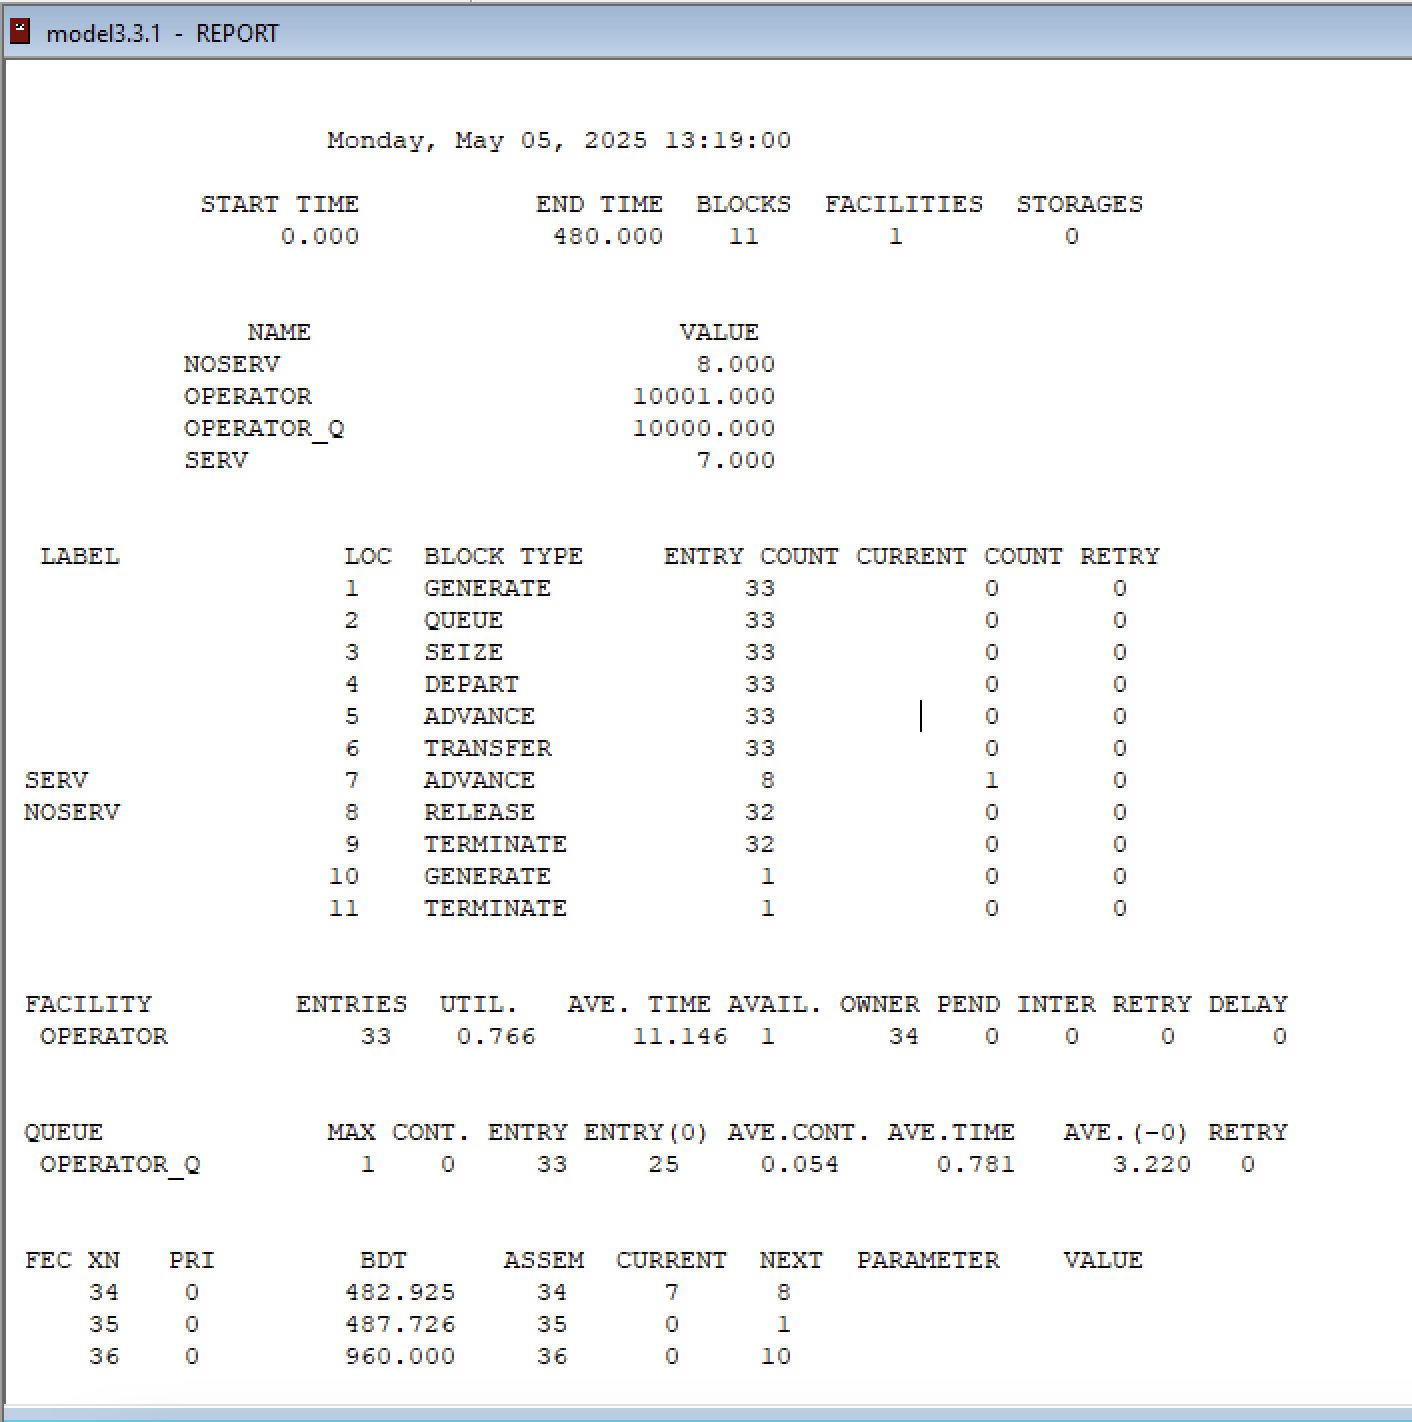 model3.3.1 - REPORT
Monday, May 05, 2025 13:19:00
START TIME END TIME BLOCKS FACILITIES STORAGES
0.000 480.000 11 1 0
NAME VALUE
NOSERV 8.000
OPERATOR 10001.000
OPERATOR_Q 10000.000
SERV 7.000
LABEL LOC BLOCK TYPE ENTRY COUNT CURRENT COUNT RETRY
1 GENERATE 33 0 0
2 QUEUE 33 0 0
3 SEIZE 33 0 0
4 DEPART 33 0 0
5 ADVANCE 33 0 0
6 TRANSFER 33 0 0
SERV 7 ADVANCE 8 1 0
NOSERV 8 RELEASE 32 0 0
9 TERMINATE 32 0 0
10 GENERATE 1 0 0
11 TERMINATE 1 0 0
FACILITY ENTRIES UTIL. AVE. TIME AVAIL. OWNER PEND INTER RETRY DELAY
OPERATOR 33 0.766 11.146 1 34 0 0 0 0
QUEUE MAX CONT. ENTRY ENTRY(0) AVE.CONT. AVE.TIME AVE.(-0) RETRY
OPERATOR_Q 1 0 33 25 0.054 0.781 3.220 0
FEC XN PRI BDT ASSEM CURRENT NEXT PARAMETER VALUE
34 0 482.925 34 7 8
35 0 487.726 35 0 1
36 0 960.000 36 0 10